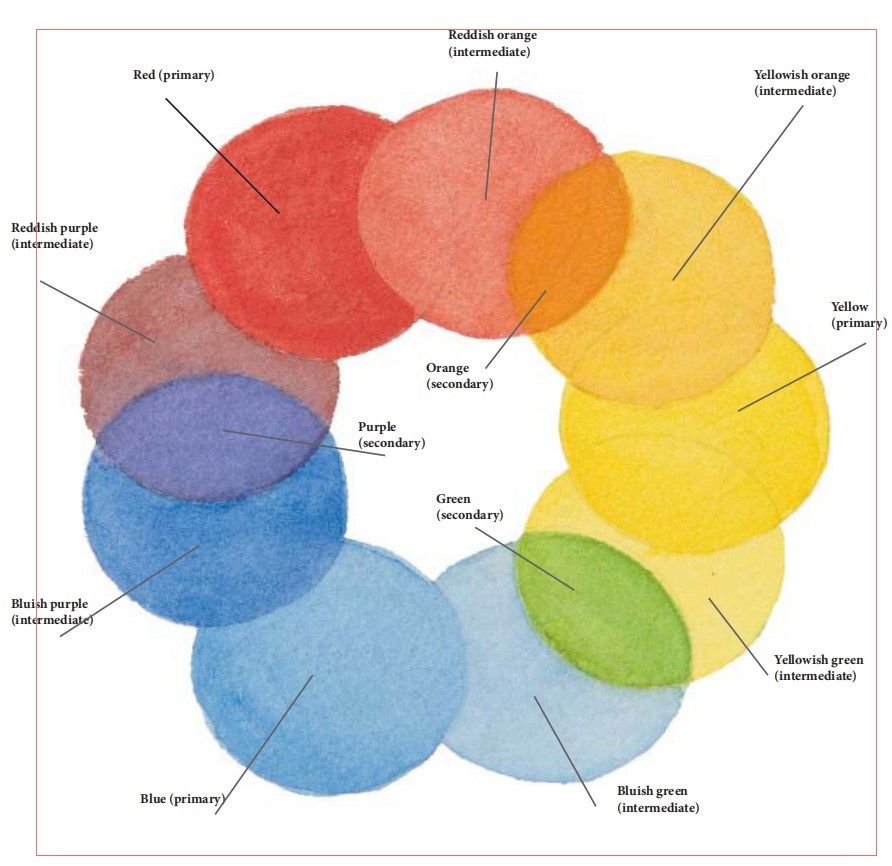 Reddish orange
(intermediate)
Red (primary)
Yellowish orange
(intermediate)
Reddish purple
(intermediate)
Yellow
(primary)
Orange
(secondary)
Purple
(secondary)
Green
(secondary)
Bluish purple
(intermediate)
Yellowish green
(intermediate)
Blue (primary)
Bluish green
(intermediate)